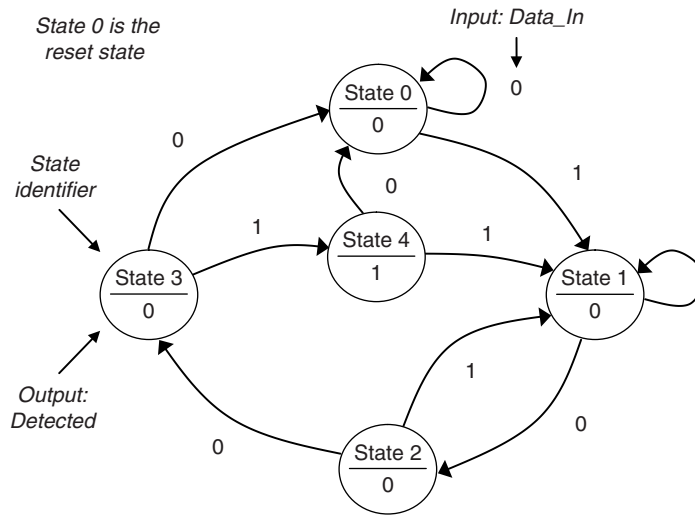 State 0 is the
reset state
Input: Data_In
0
State 0
0
0
1
State
identifier
0
1
State 4
1
1
State 3
0
State 1
0
Output:
Detected
1
0
0
State 2
0